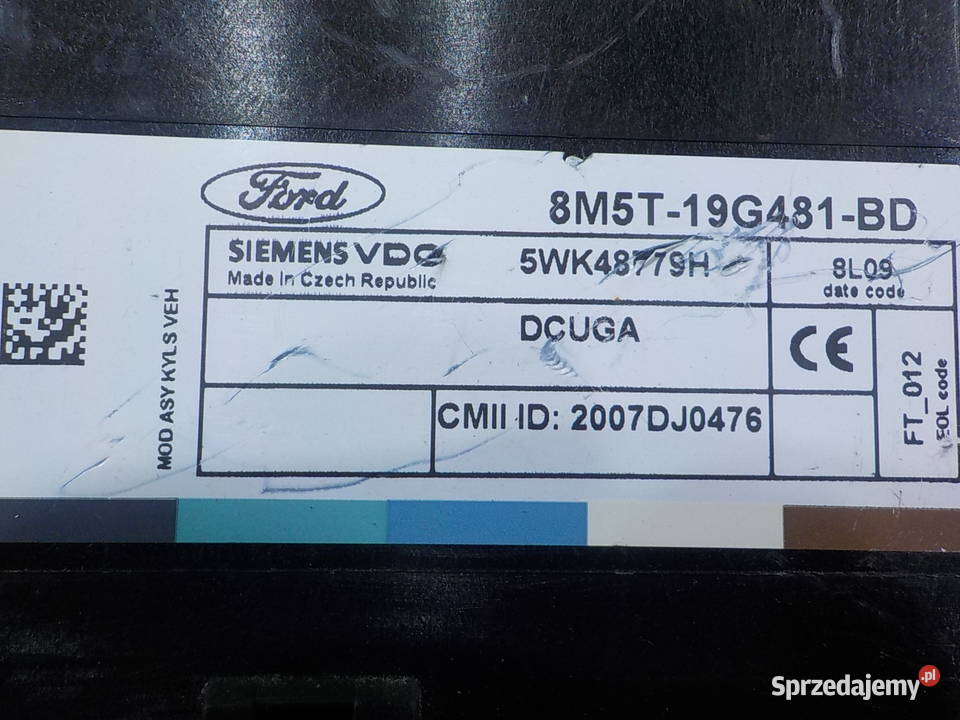 Ford
8M5T-19G481-BD
SIEMENS VDO
Made in Czech Republic
5WK48779H
8L09
date code
MOD ASY KYLS VEH
DCUGA
CE
FT_012
EOL code
CMII ID: 2007DJ0476
Sprzedajemy.pl